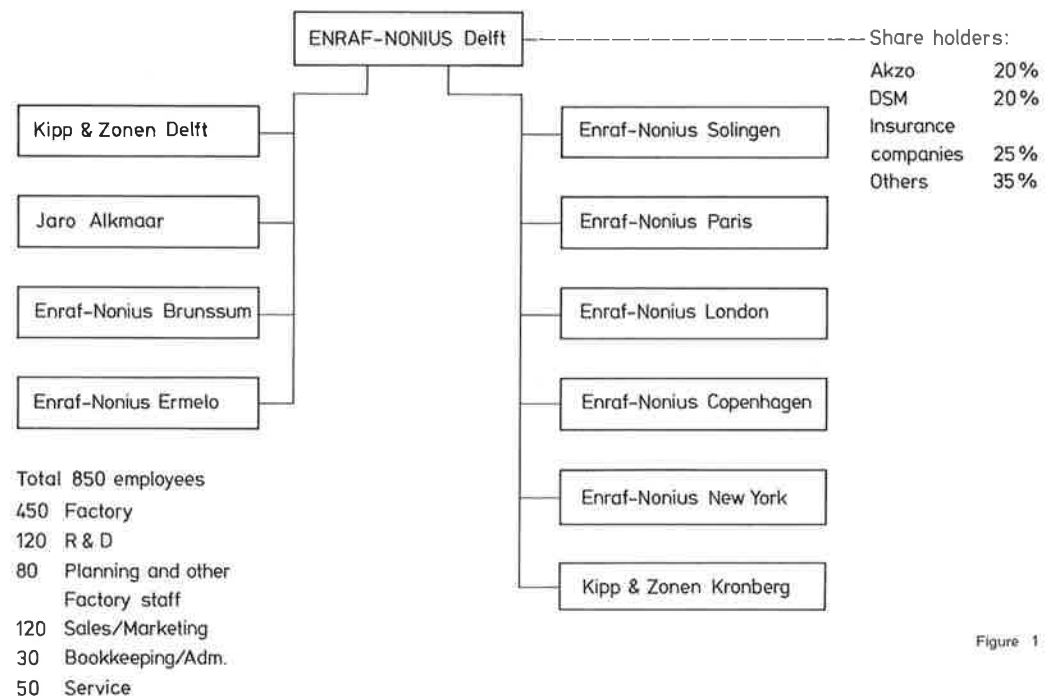 ENRAF-NONIUS Delft
Share holders:
Akzo 20%
DSM 20%
Insurance
companies 25%
Others 35%
Kipp & Zonen Delft
Jaro Alkmaar
Enraf-Nonius Brunssum
Enraf-Nonius Ermelo
Enraf-Nonius Solingen
Enraf-Nonius Paris
Enraf-Nonius London
Enraf-Nonius Copenhagen
Enraf-Nonius New York
Kipp & Zonen Kronberg
Total 850 employees
450 Factory
120 R & D
80 Planning and other
Factory staff
120 Sales/Marketing
30 Bookkeeping/Adm.
50 Service
Figure 1